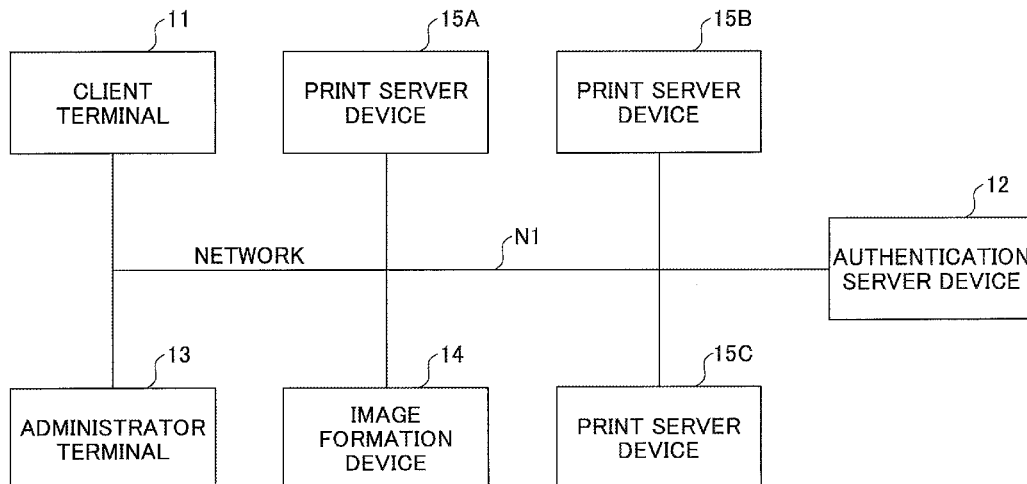 11
15A
15B
CLIENT
TERMINAL
PRINT SERVER
DEVICE
PRINT SERVER
DEVICE
12
NETWORK
N1
AUTHENTICATION
SERVER DEVICE
13
14
15C
ADMINISTRATOR
TERMINAL
IMAGE
FORMATION
DEVICE
PRINT SERVER
DEVICE